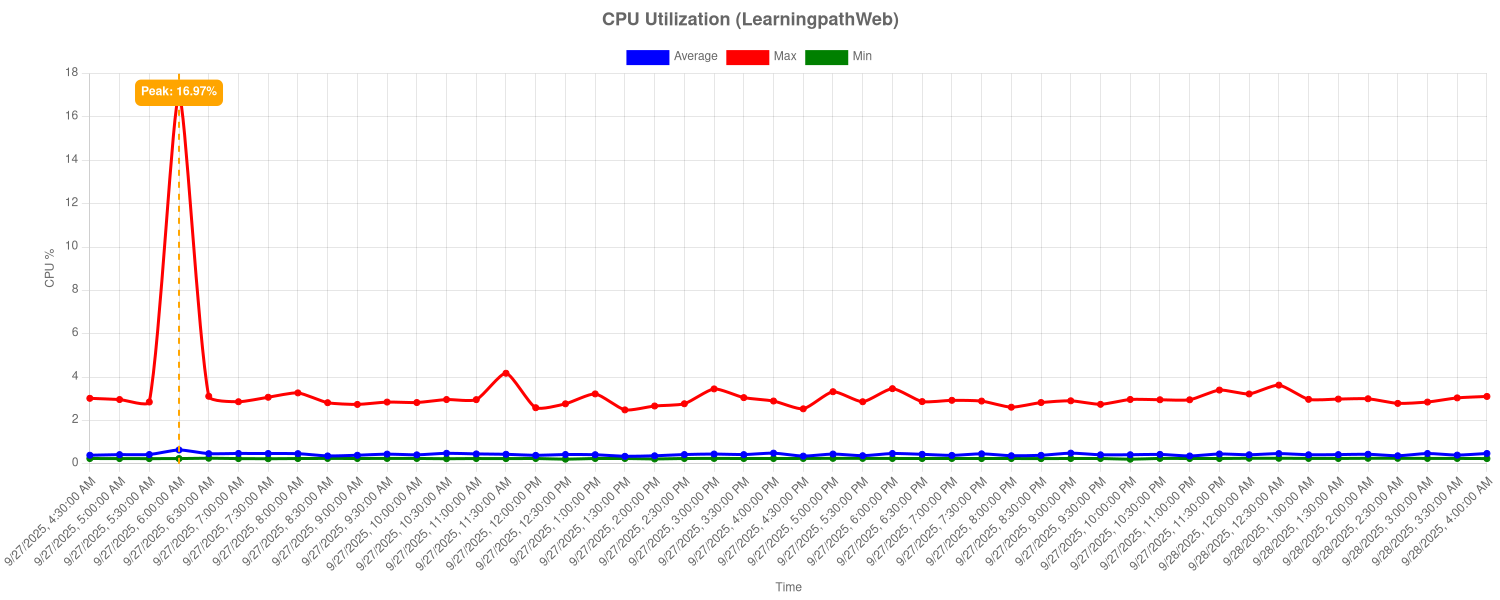 CPU Utilization (LearningpathWeb)
Average Max Min
Peak: 16.97%
18
16
14
12
10
8
6
4
2
0
CPU %
9/27/2025, 4:30:00 AM
9/27/2025, 5:00:00 AM
9/27/2025, 5:30:00 AM
9/27/2025, 6:00:00 AM
9/27/2025, 6:30:00 AM
9/27/2025, 7:00:00 AM
9/27/2025, 7:30:00 AM
9/27/2025, 8:00:00 AM
9/27/2025, 8:30:00 AM
9/27/2025, 9:00:00 AM
9/27/2025, 9:30:00 AM
9/27/2025, 10:00:00 AM
9/27/2025, 10:30:00 AM
9/27/2025, 11:00:00 AM
9/27/2025, 11:30:00 AM
9/27/2025, 12:00:00 PM
9/27/2025, 12:30:00 PM
9/27/2025, 1:00:00 PM
9/27/2025, 1:30:00 PM
9/27/2025, 2:00:00 PM
9/27/2025, 2:30:00 PM
9/27/2025, 3:00:00 PM
9/27/2025, 3:30:00 PM
9/27/2025, 4:00:00 PM
9/27/2025, 4:30:00 PM
9/27/2025, 5:00:00 PM
9/27/2025, 5:30:00 PM
9/27/2025, 6:00:00 PM
9/27/2025, 6:30:00 PM
9/27/2025, 7:00:00 PM
9/27/2025, 7:30:00 PM
9/27/2025, 8:00:00 PM
9/27/2025, 8:30:00 PM
9/27/2025, 9:00:00 PM
9/27/2025, 9:30:00 PM
9/27/2025, 10:00:00 PM
9/27/2025, 10:30:00 PM
9/27/2025, 11:00:00 PM
9/27/2025, 11:30:00 PM
9/28/2025, 12:00:00 AM
9/28/2025, 12:30:00 AM
9/28/2025, 1:00:00 AM
9/28/2025, 1:30:00 AM
9/28/2025, 2:00:00 AM
9/28/2025, 2:30:00 AM
9/28/2025, 3:00:00 AM
9/28/2025, 3:30:00 AM
9/28/2025, 4:00:00 AM
Time